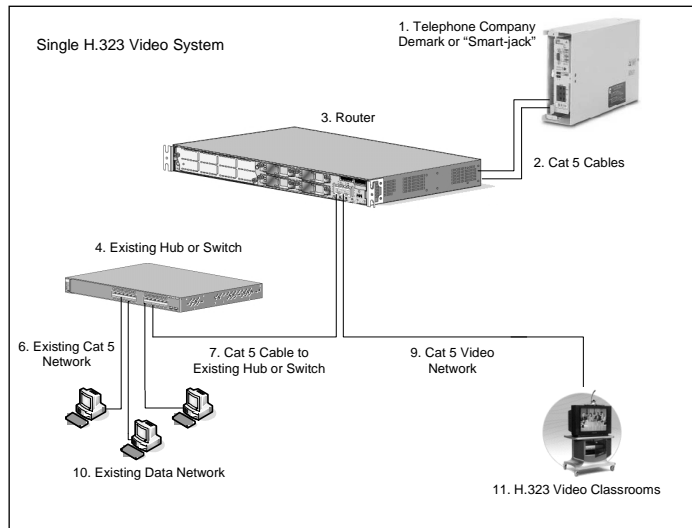 Single H.323 Video System
1. Telephone Company
Demark or “Smart-jack”
3. Router
2. Cat 5 Cables
4. Existing Hub or Switch
6. Existing Cat 5
Network
7. Cat 5 Cable to
Existing Hub or Switch
9. Cat 5 Video
Network
10. Existing Data Network
11. H.323 Video Classrooms